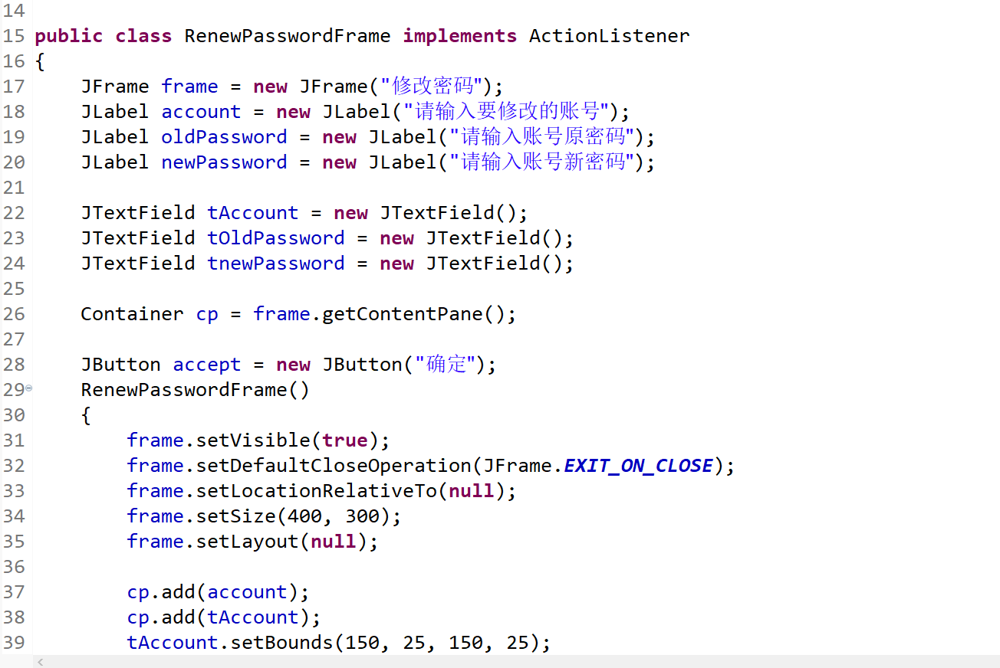 14
15 public class RenewPasswordFrame implements ActionListener
16 {
17     JFrame frame = new JFrame("修改密码");
18     JLabel account = new JLabel("请输入要修改的账号");
19     JLabel oldPassword = new JLabel("请输入账号原密码");
20     JLabel newPassword = new JLabel("请输入账号新密码");
21
22     JTextField tAccount = new JTextField();
23     JTextField tOldPassword = new JTextField();
24     JTextField tnewPassword = new JTextField();
25
26     Container cp = frame.getContentPane();
27
28     JButton accept = new JButton("确定");
29     RenewPasswordFrame()
30     {
31         frame.setVisible(true);
32         frame.setDefaultCloseOperation(JFrame.EXIT_ON_CLOSE);
33         frame.setLocationRelativeTo(null);
34         frame.setSize(400, 300);
35         frame.setLayout(null);
36
37         cp.add(account);
38         cp.add(tAccount);
39         tAccount.setBounds(150, 25, 150, 25);